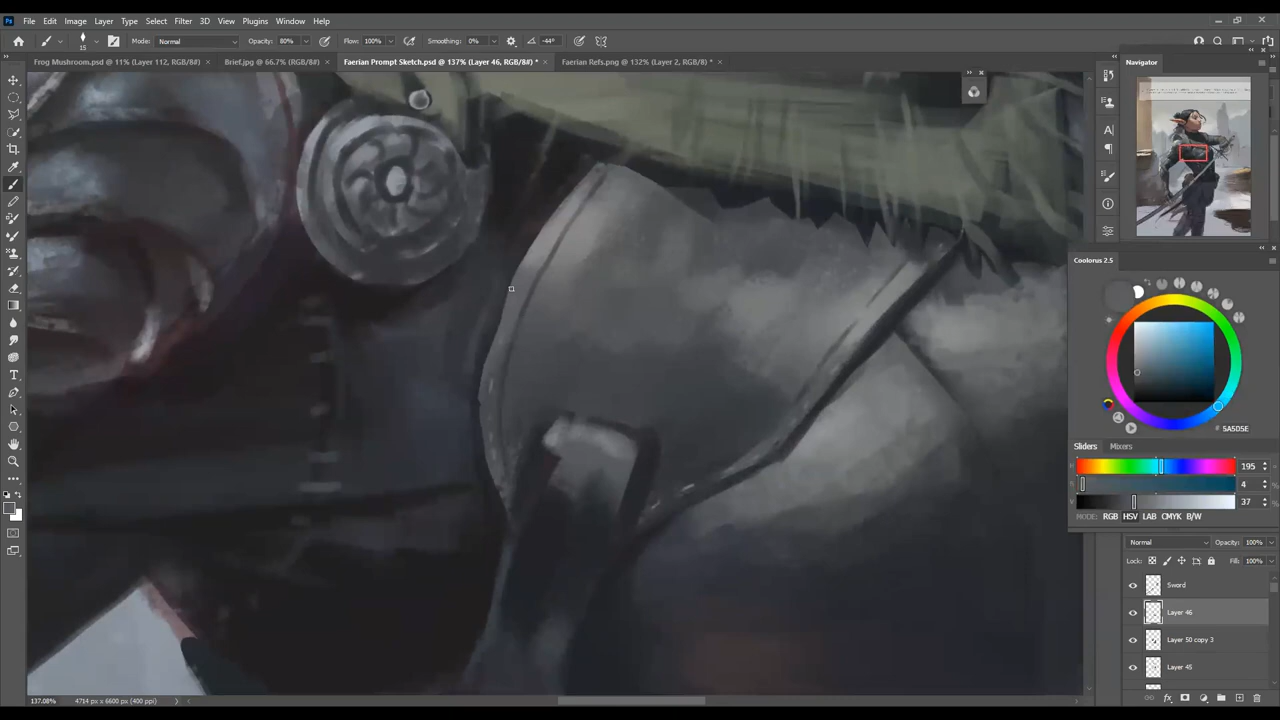 Ps File Edit Image Layer Type Select Filter 3D View Plugins Window Help
15 Mode: Normal Opacity: 80% Flow: 100% Smoothing: 0% -44°
Frog Mushroom.psd @ 11% (Layer 112, RGB/8#) × Brief.jpg @ 66.7% (RGB/8#) × Faerian Prompt Sketch.psd @ 137% (Layer 46, RGB/8#) * × Faerian Refs.png @ 132% (Layer 2, RGB/8) * ×
Navigator
Coolorus 2.5
# 5A5D5E
Sliders Mixers
H 195
S 4 %
V 37 %
MODE: RGB HSV LAB CMYK B/W
Normal Opacity: 100%
Lock: Fill: 100%
Sword
Layer 46
Layer 50 copy 3
Layer 45
137.08% 4714 px x 6600 px (400 ppi)